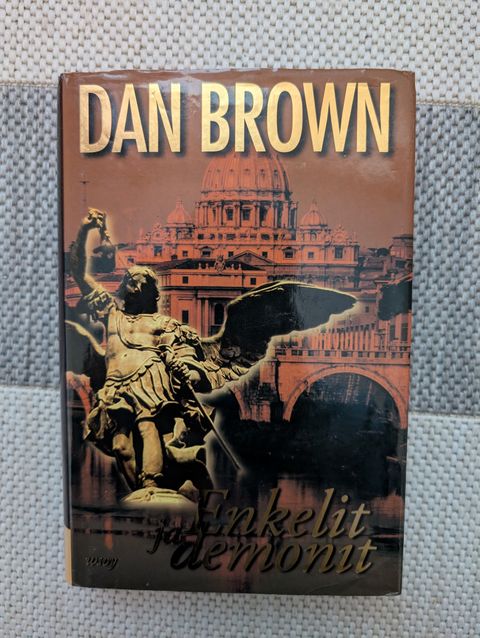 DAN BROWN
Enkelit
ja demonit
wsoy